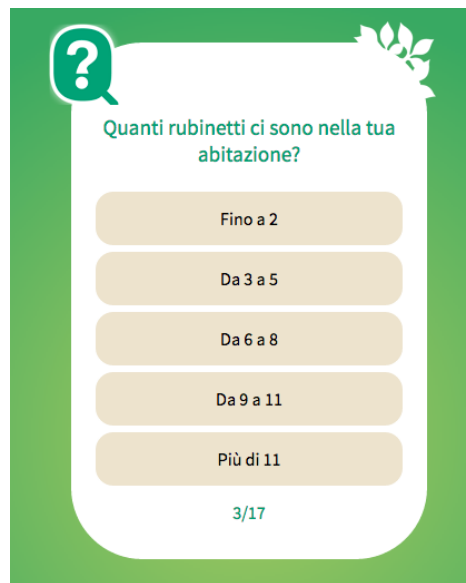 ?
Quanti rubinetti ci sono nella tua
abitazione?
Fino a 2
Da 3 a 5
Da 6 a 8
Da 9 a 11
Più di 11
3/17